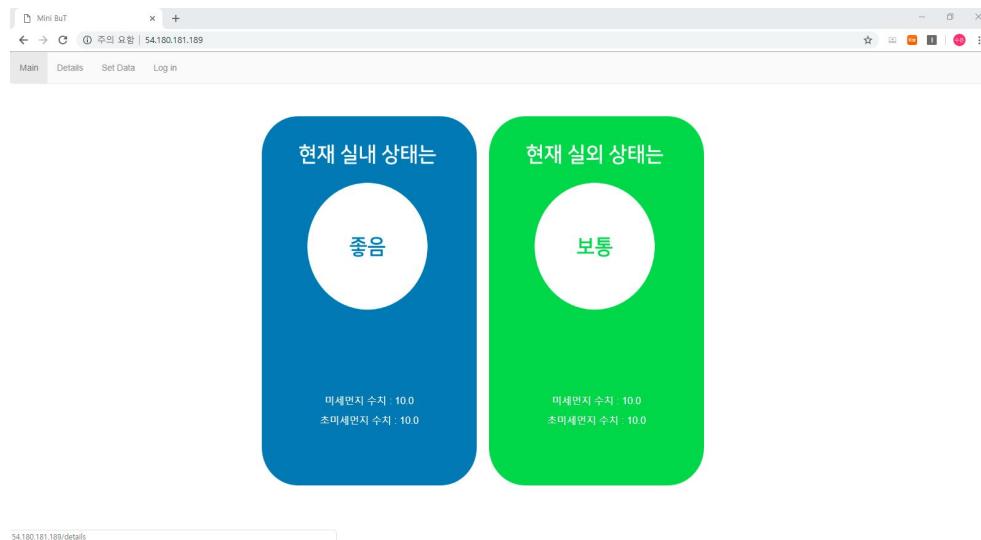 Mini BuT
주의 요함 | 54.180.181.189
Main Details Set Data Log in
현재 실내 상태는
좋음
미세먼지 수치 : 10.0
초미세먼지 수치 : 10.0
현재 실외 상태는
보통
미세먼지 수치 : 10.0
초미세먼지 수치 : 10.0
54.180.181.189/details